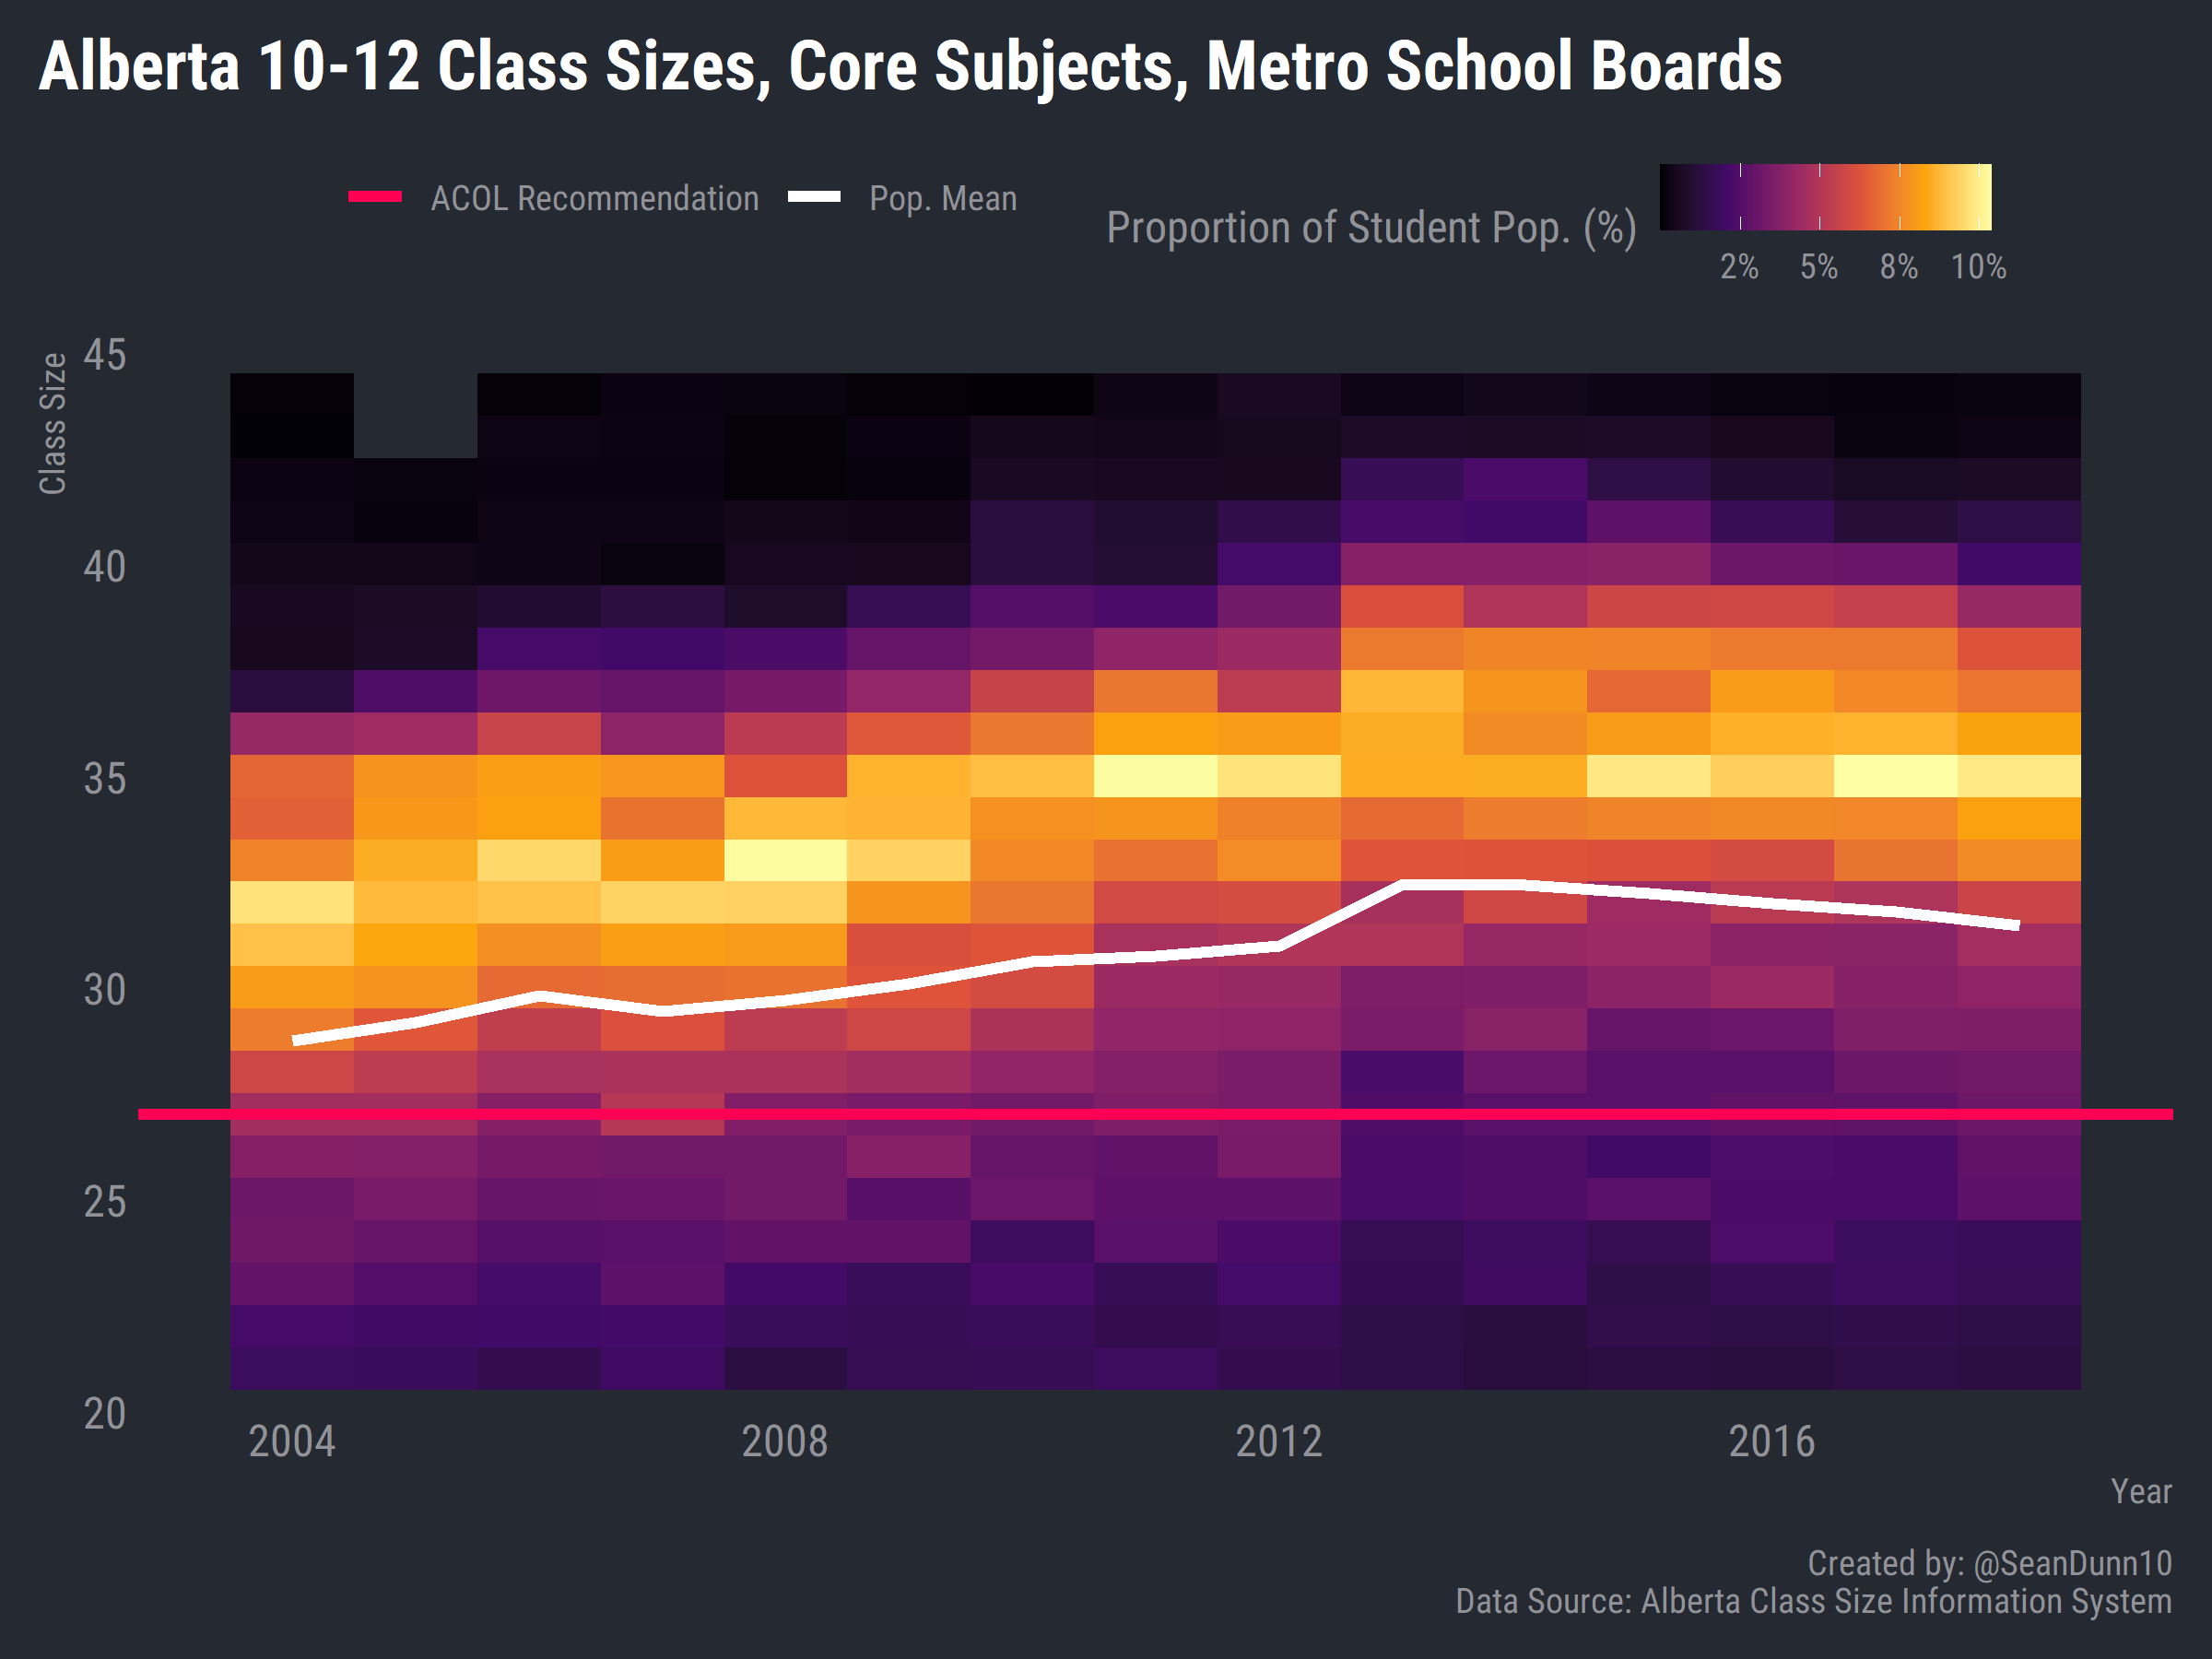 Alberta 10-12 Class Sizes, Core Subjects, Metro School Boards
ACOL Recommendation
Pop. Mean
Proportion of Student Pop. (%)
2% 5% 8% 10%
Class Size
45
40
35
30
25
20
2004 2008 2012 2016
Year
Created by: @SeanDunn10
Data Source: Alberta Class Size Information System